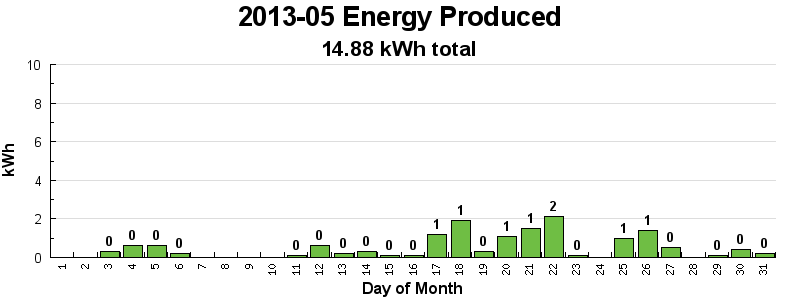 2013-05 Energy Produced
14.88 kWh total
kWh
10
8
6
4
2
0
0 0 0 0 0 0 0 0 0 0 1 1 0 1 1 2 0 1 1 0 0 0 0
1 2 3 4 5 6 7 8 9 10 11 12 13 14 15 16 17 18 19 20 21 22 23 24 25 26 27 28 29 30 31
Day of Month